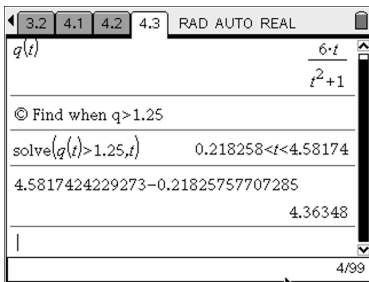 3.2 4.1 4.2 4.3 RAD AUTO REAL
q(t)
6·t
t²+1
© Find when q>1.25
solve(q(t)>1.25,t) 0.218258<t<4.58174
4.5817424229273-0.21825757707285
4.36348
4/99